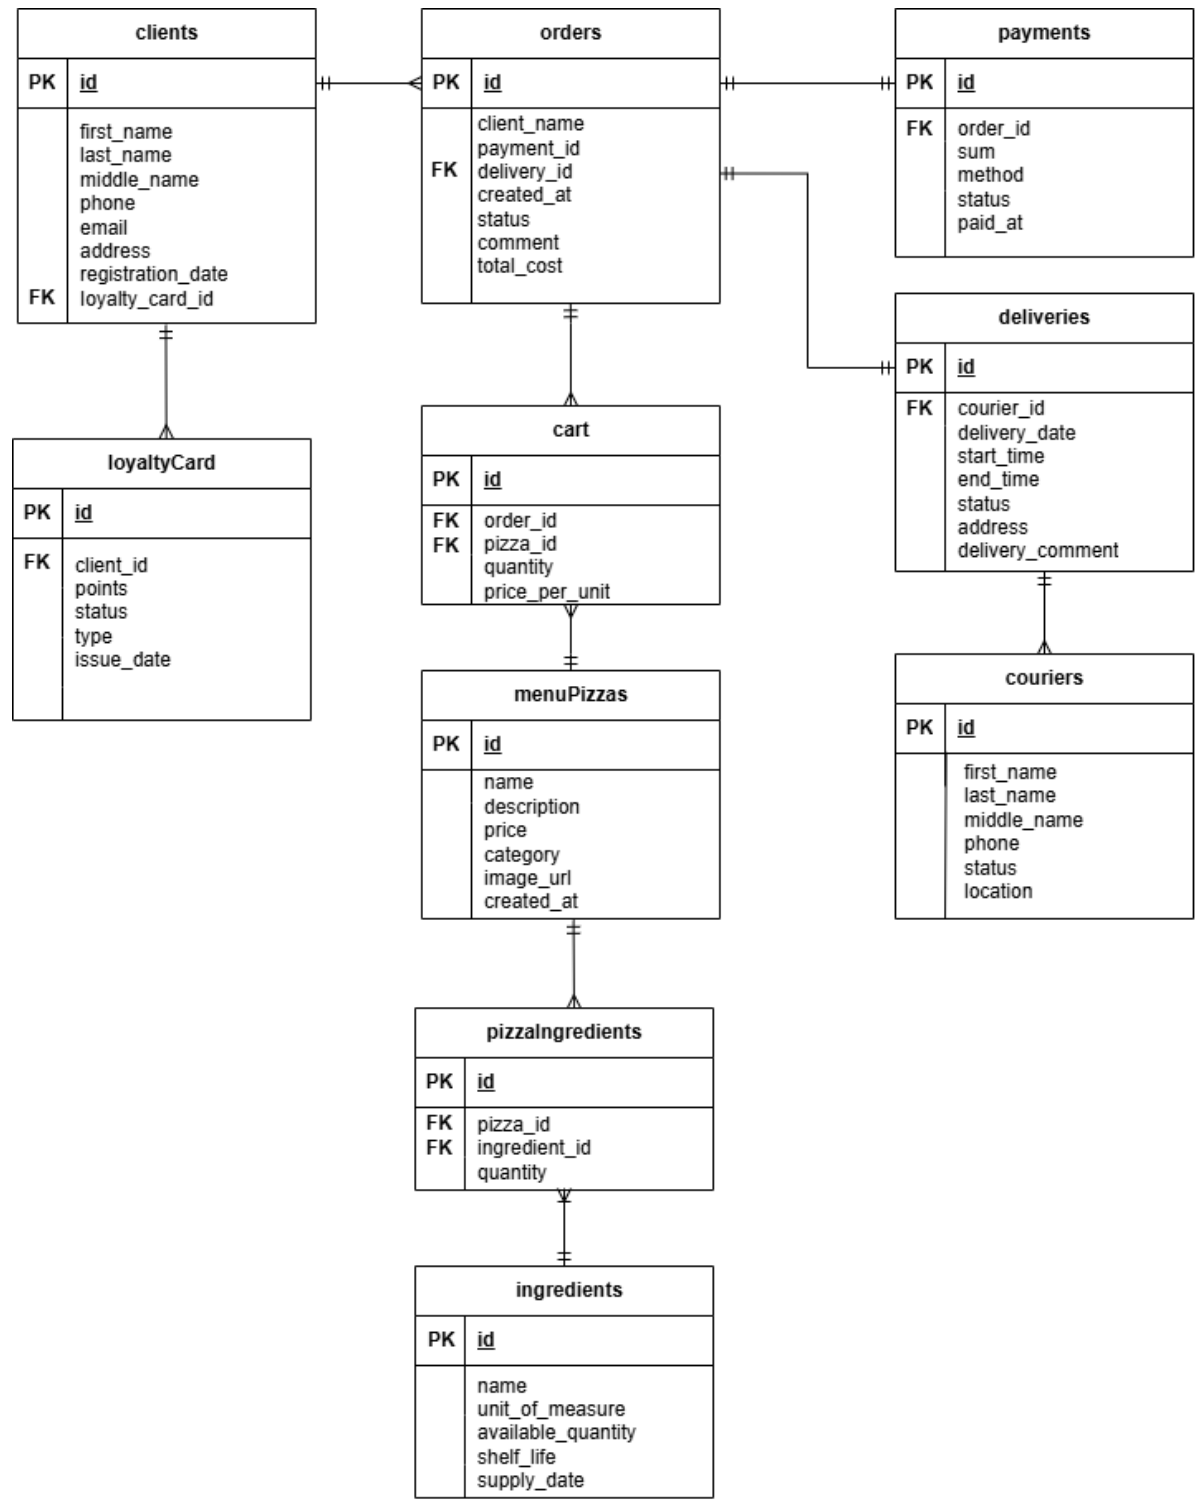 clients
PK id
first_name
last_name
middle_name
phone
email
address
registration_date
FK loyalty_card_id
orders
PK id
client_name
payment_id
FK delivery_id
created_at
status
comment
total_cost
payments
PK id
FK order_id
sum
method
status
paid_at
deliveries
PK id
FK courier_id
delivery_date
start_time
end_time
status
address
delivery_comment
loyaltyCard
PK id
FK client_id
points
status
type
issue_date
cart
PK id
FK order_id
FK pizza_id
quantity
price_per_unit
couriers
PK id
first_name
last_name
middle_name
phone
status
location
menuPizzas
PK id
name
description
price
category
image_url
created_at
pizzaIngredients
PK id
FK pizza_id
FK ingredient_id
quantity
ingredients
PK id
name
unit_of_measure
available_quantity
shelf_life
supply_date